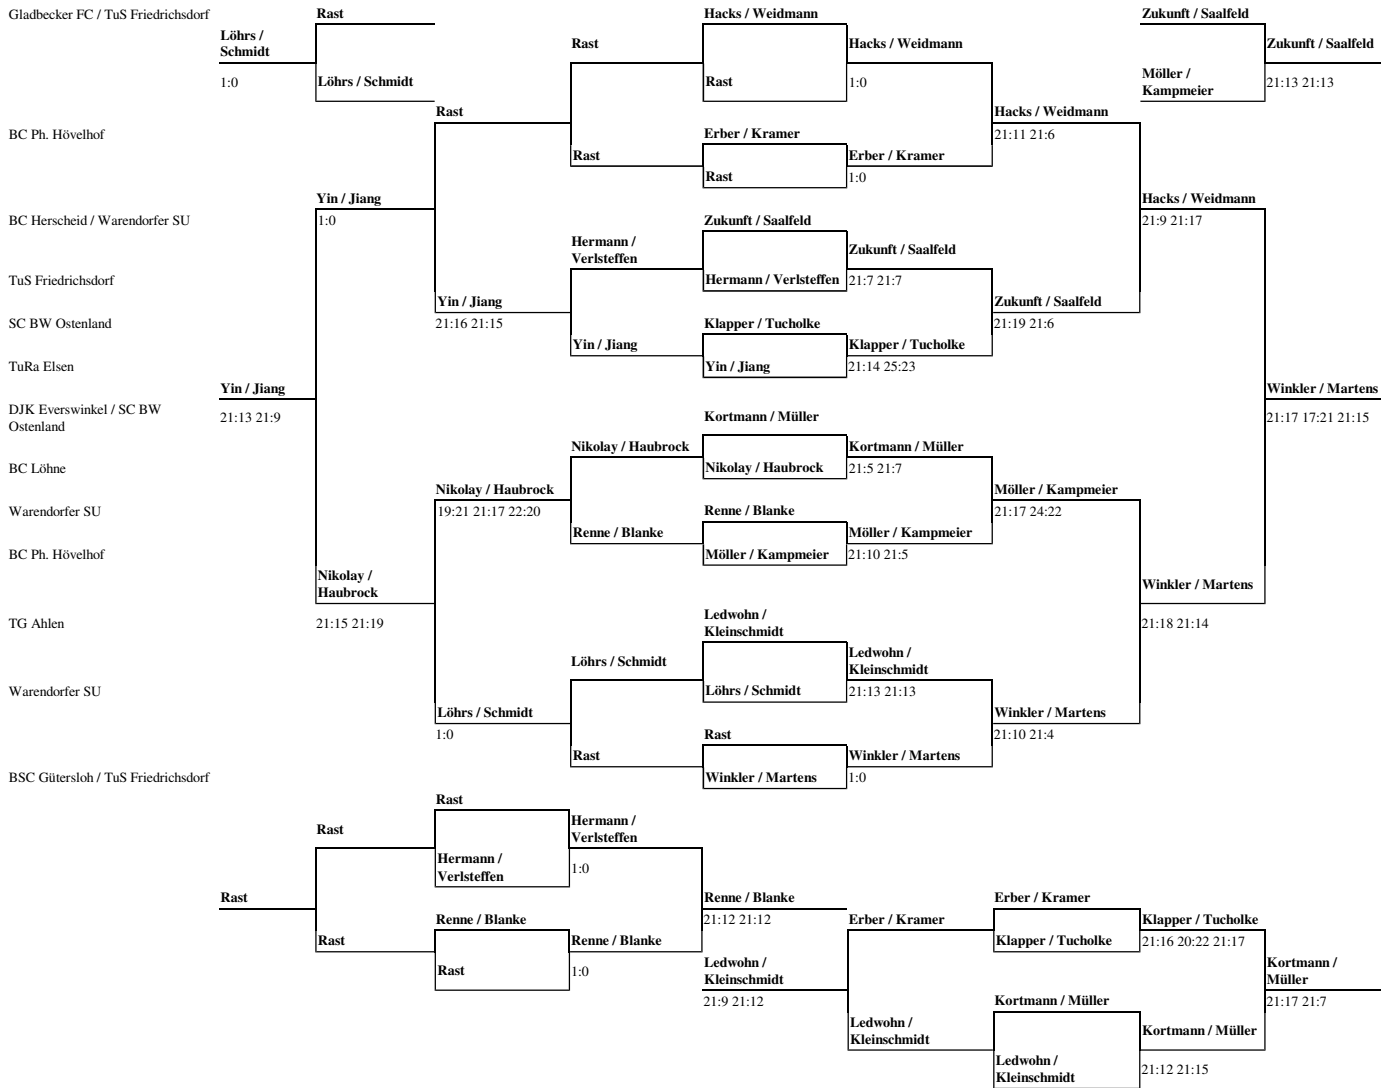 Gladbecker FC / TuS Friedrichsdorf
Rast
Hacks / Weidmann
Zukunft / Saalfeld
Löhrs /
Schmidt
Rast
Hacks / Weidmann
Zukunft / Saalfeld
1:0
Löhrs / Schmidt
Rast
1:0
Möller /
Kampmeier
21:13 21:13
Rast
Hacks / Weidmann
BC Ph. Hövelhof
Erber / Kramer
21:11 21:6
Rast
Erber / Kramer
Rast
1:0
Yin / Jiang
Hacks / Weidmann
BC Herscheid / Warendorfer SU
1:0
Zukunft / Saalfeld
21:9 21:17
Hermann /
Verlsteffen
Zukunft / Saalfeld
TuS Friedrichsdorf
Hermann / Verlsteffen
21:7 21:7
Yin / Jiang
Zukunft / Saalfeld
SC BW Ostenland
21:16 21:15
Klapper / Tucholke
21:19 21:6
Yin / Jiang
Klapper / Tucholke
TuRa Elsen
Yin / Jiang
21:14 25:23
Yin / Jiang
Winkler / Martens
DJK Everswinkel / SC BW
Ostenland
21:13 21:9
Kortmann / Müller
21:17 17:21 21:15
Nikolay / Haubrock
Kortmann / Müller
BC Löhne
Nikolay / Haubrock
21:5 21:7
Nikolay / Haubrock
Möller / Kampmeier
Warendorfer SU
19:21 21:17 22:20
Renne / Blanke
21:17 24:22
Renne / Blanke
Möller / Kampmeier
BC Ph. Hövelhof
Möller / Kampmeier
21:10 21:5
Nikolay /
Haubrock
Winkler / Martens
TG Ahlen
21:15 21:19
Ledwohn /
Kleinschmidt
21:18 21:14
Löhrs / Schmidt
Ledwohn /
Kleinschmidt
Warendorfer SU
Löhrs / Schmidt
21:13 21:13
Löhrs / Schmidt
Winkler / Martens
1:0
Rast
21:10 21:4
Rast
Winkler / Martens
BSC Gütersloh / TuS Friedrichsdorf
Winkler / Martens
1:0
Rast
Rast
Hermann /
Verlsteffen
Hermann /
Verlsteffen
1:0
Rast
Renne / Blanke
Erber / Kramer
Renne / Blanke
21:12 21:12
Erber / Kramer
Klapper / Tucholke
Rast
Renne / Blanke
Klapper / Tucholke
21:16 20:22 21:17
Rast
1:0
Ledwohn /
Kleinschmidt
Kortmann /
Müller
21:9 21:12
Kortmann / Müller
21:17 21:7
Ledwohn /
Kleinschmidt
Kortmann / Müller
Ledwohn /
Kleinschmidt
21:12 21:15